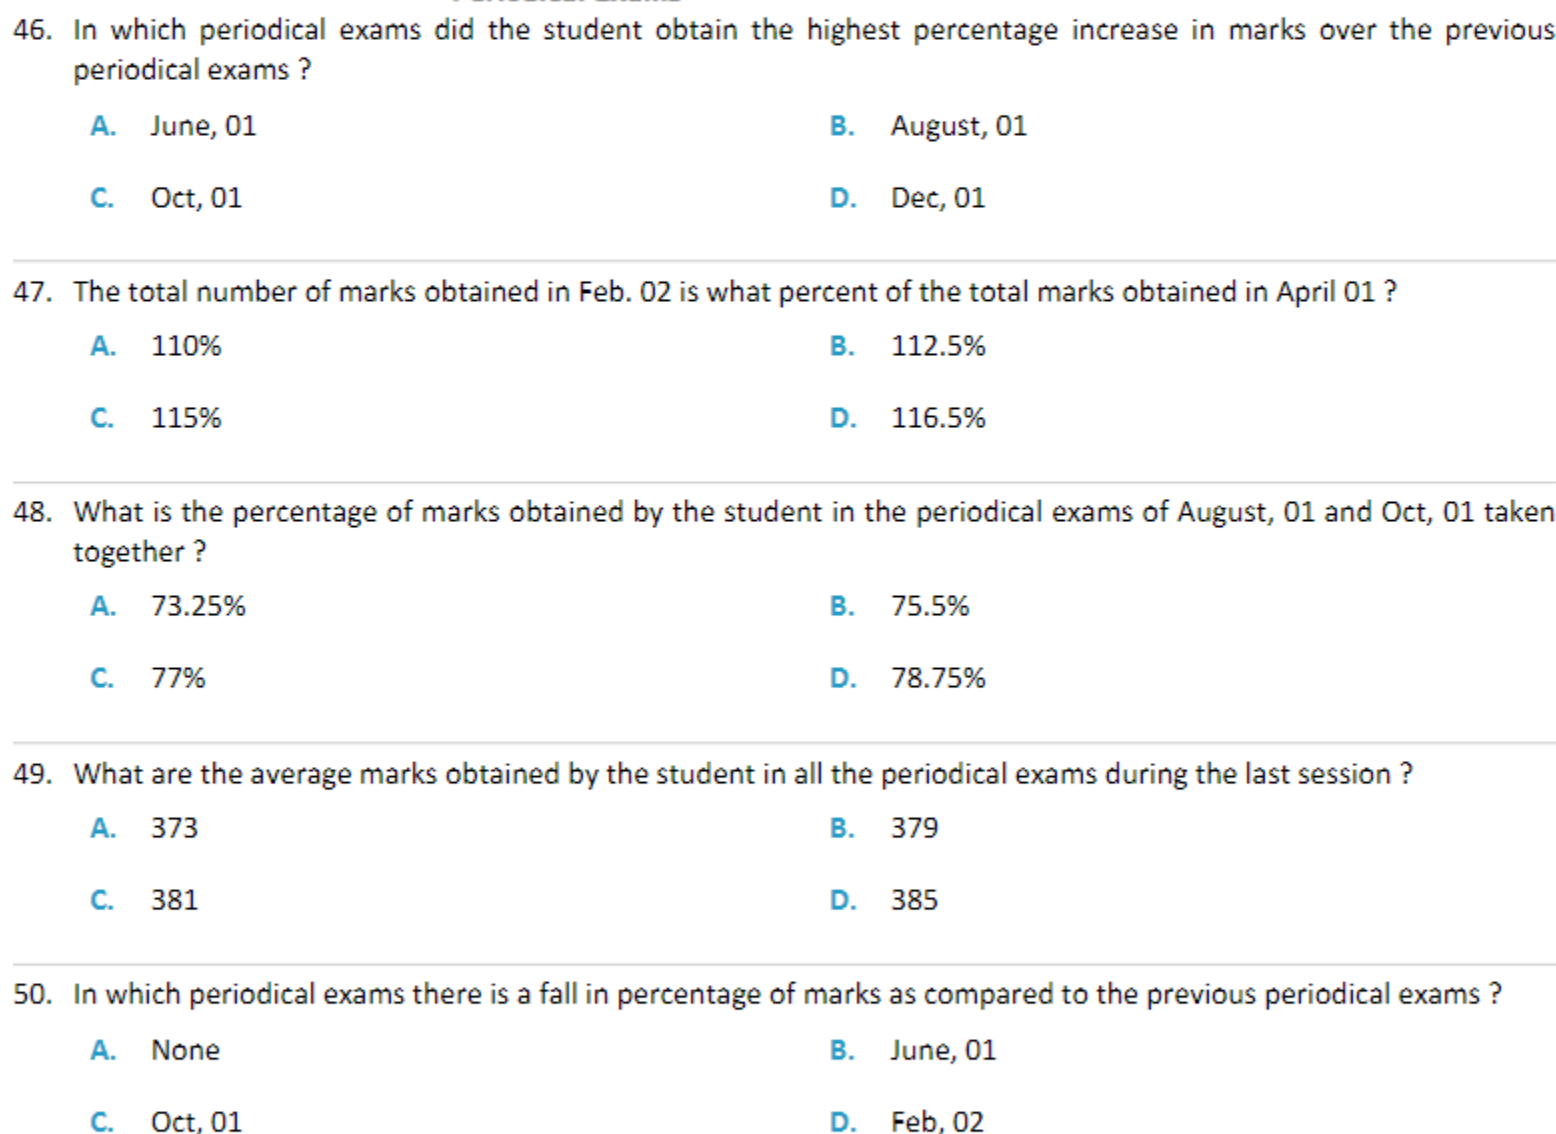 46. In which periodical exams did the student obtain the highest percentage increase in marks over the previous
periodical exams ?
A. June, 01 B. August, 01
C. Oct, 01 D. Dec, 01
47. The total number of marks obtained in Feb. 02 is what percent of the total marks obtained in April 01 ?
A. 110% B. 112.5%
C. 115% D. 116.5%
48. What is the percentage of marks obtained by the student in the periodical exams of August, 01 and Oct, 01 taken
together ?
A. 73.25% B. 75.5%
C. 77% D. 78.75%
49. What are the average marks obtained by the student in all the periodical exams during the last session ?
A. 373 B. 379
C. 381 D. 385
50. In which periodical exams there is a fall in percentage of marks as compared to the previous periodical exams ?
A. None B. June, 01
C. Oct, 01 D. Feb, 02